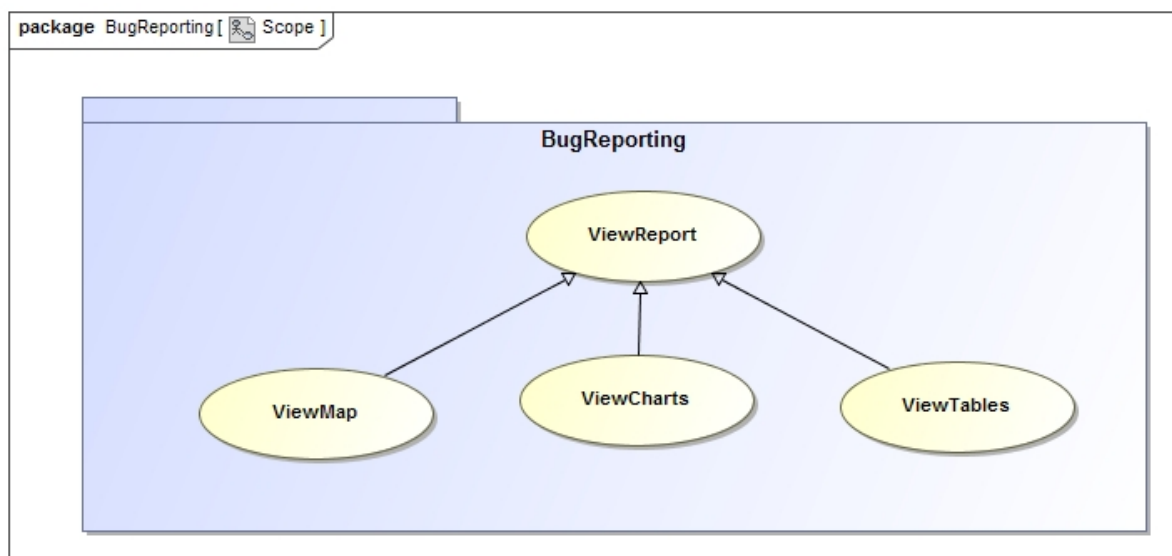 package BugReporting [ Scope ]
BugReporting
ViewReport
ViewMap
ViewCharts
ViewTables